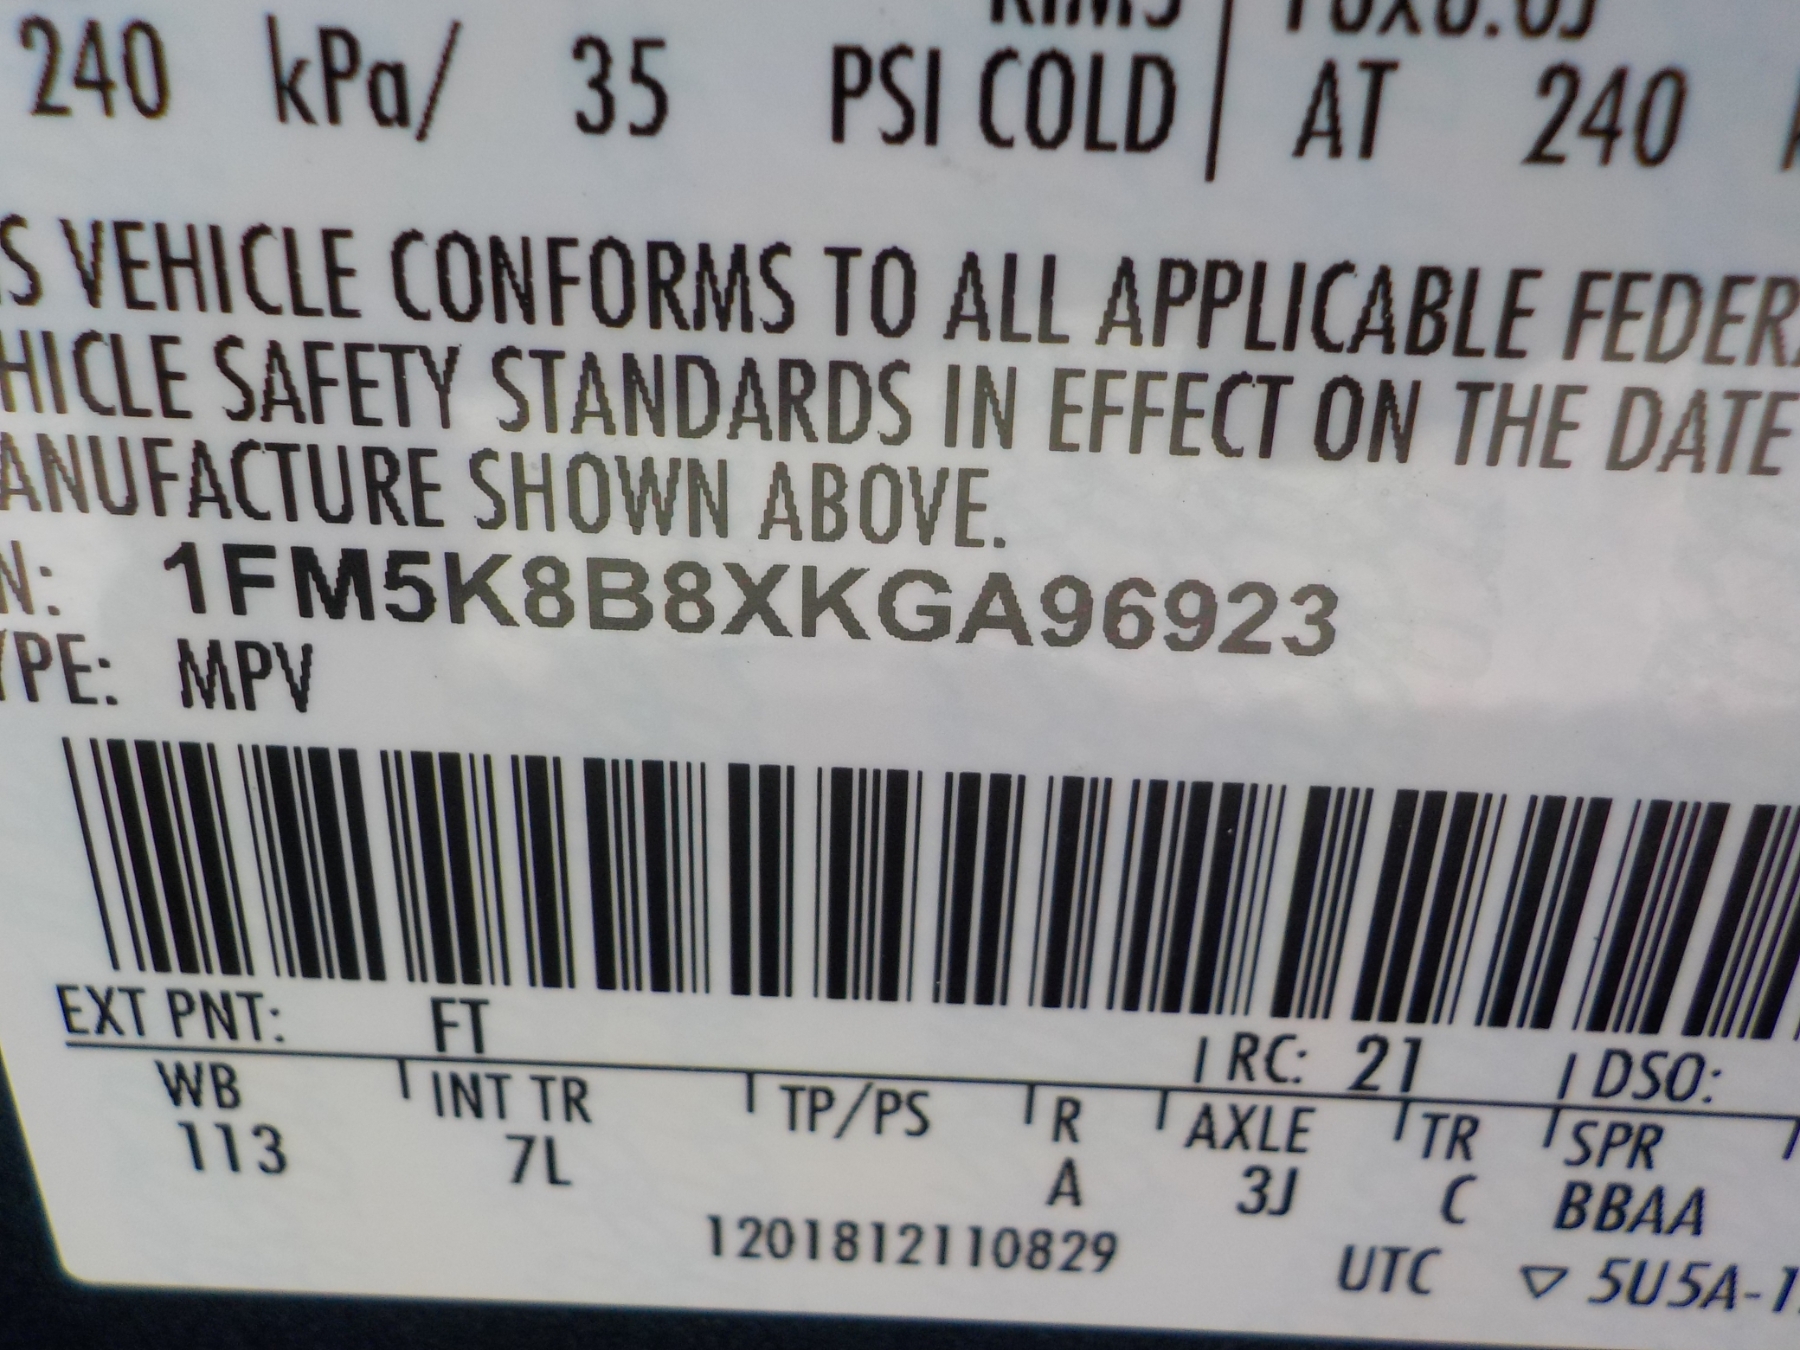 240 kPa/ 35 PSI COLD AT 240
S VEHICLE CONFORMS TO ALL APPLICABLE FEDER
HICLE SAFETY STANDARDS IN EFFECT ON THE DATE
ANUFACTURE SHOWN ABOVE.
N: 1FM5K8B8XKGA96923
YPE: MPV
EXT PNT: FT RC: 21 DSO:
WB INT TR TP/PS R AXLE TR SPR
113 7L A 3J C BBAA
1201812110829 UTC ▽ 5U5A-1